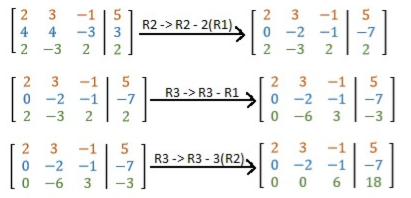 2 3 −1 5 R2 -> R2 - 2(R1) 2 3 −1 5
4 4 −3 3 0 −2 −1 −7
2 −3 2 2 2 −3 2 2
2 3 −1 5 R3 -> R3 - R1 2 3 −1 5
0 −2 −1 −7 0 −2 −1 −7
2 −3 2 2 0 −6 3 −3
2 3 −1 5 R3 -> R3 - 3(R2) 2 3 −1 5
0 −2 −1 −7 0 −2 −1 −7
0 −6 3 −3 0 0 6 18